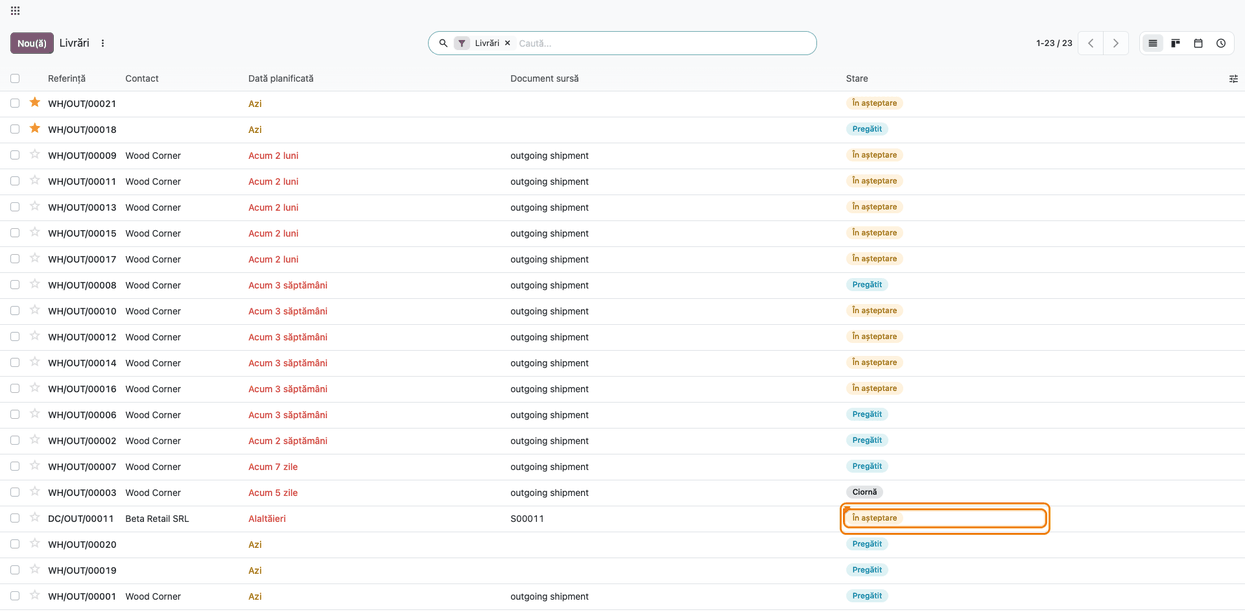 Nou(ă) Livrări Livrări × Caută... 1-23 / 23
Referință Contact Dată planificată Document sursă Stare
WH/OUT/00021 Azi În așteptare
WH/OUT/00018 Azi Pregătit
WH/OUT/00009 Wood Corner Acum 2 luni outgoing shipment În așteptare
WH/OUT/00011 Wood Corner Acum 2 luni outgoing shipment În așteptare
WH/OUT/00013 Wood Corner Acum 2 luni outgoing shipment În așteptare
WH/OUT/00015 Wood Corner Acum 2 luni outgoing shipment În așteptare
WH/OUT/00017 Wood Corner Acum 2 luni outgoing shipment În așteptare
WH/OUT/00008 Wood Corner Acum 3 săptămâni outgoing shipment Pregătit
WH/OUT/00010 Wood Corner Acum 3 săptămâni outgoing shipment În așteptare
WH/OUT/00012 Wood Corner Acum 3 săptămâni outgoing shipment În așteptare
WH/OUT/00014 Wood Corner Acum 3 săptămâni outgoing shipment În așteptare
WH/OUT/00016 Wood Corner Acum 3 săptămâni outgoing shipment În așteptare
WH/OUT/00006 Wood Corner Acum 3 săptămâni outgoing shipment Pregătit
WH/OUT/00002 Wood Corner Acum 2 săptămâni outgoing shipment Pregătit
WH/OUT/00007 Wood Corner Acum 7 zile outgoing shipment Pregătit
WH/OUT/00003 Wood Corner Acum 5 zile outgoing shipment Ciornă
DC/OUT/00011 Beta Retail SRL Alaltăieri S00011 În așteptare
WH/OUT/00020 Azi Pregătit
WH/OUT/00019 Azi Pregătit
WH/OUT/00001 Wood Corner Azi outgoing shipment Pregătit